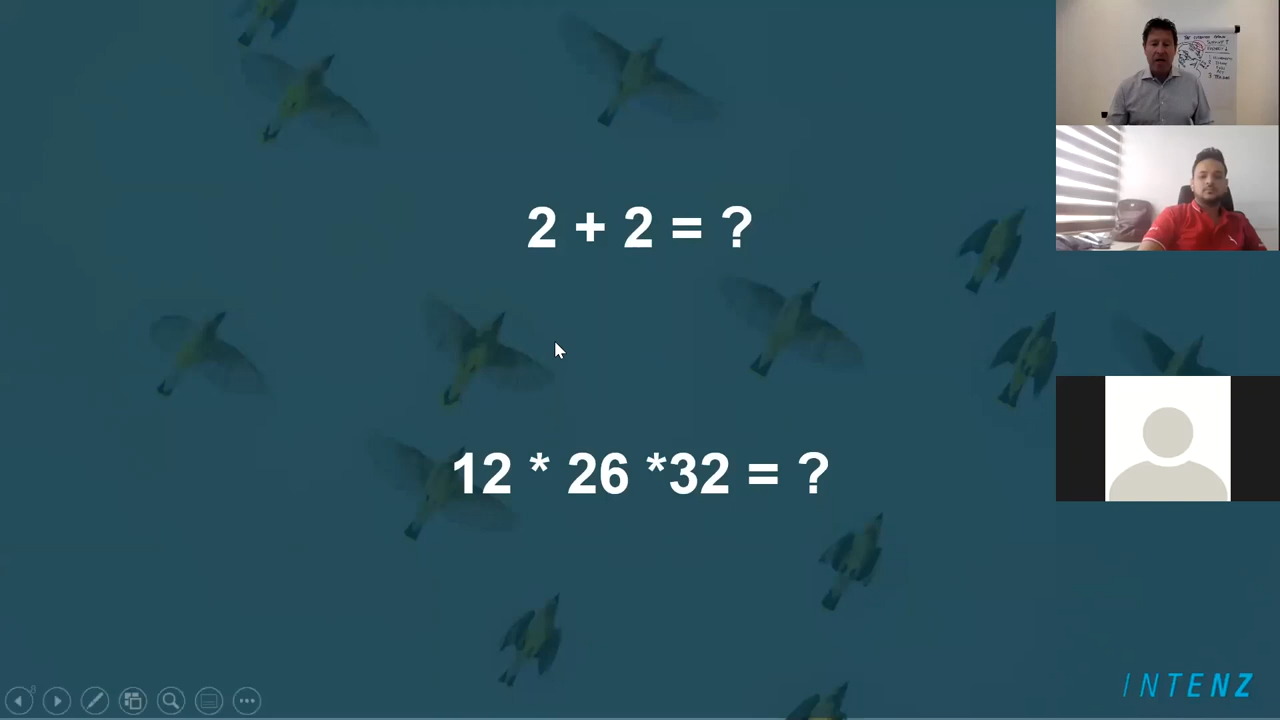 2 + 2 = ?
12 * 26 *32 = ?
INTENZ